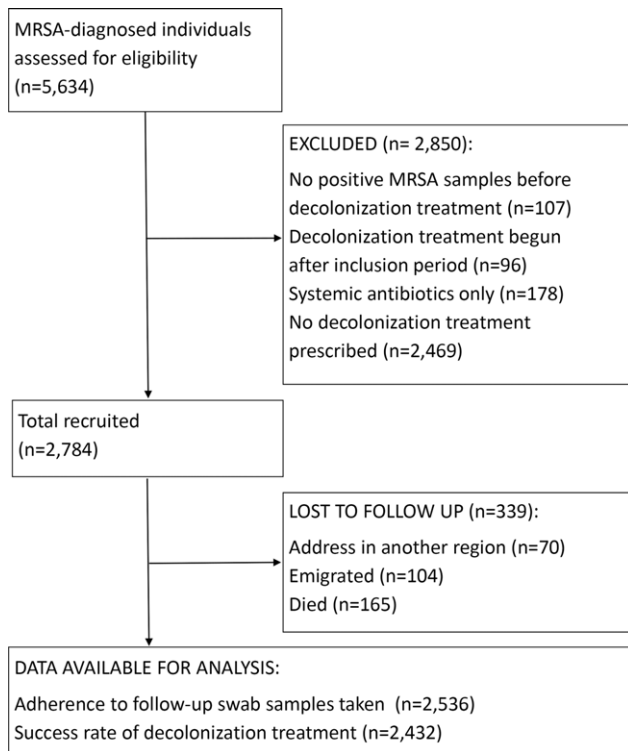 MRSA-diagnosed individuals
assessed for eligibility
(n=5,634)
EXCLUDED (n= 2,850):
No positive MRSA samples before
decolonization treatment (n=107)
Decolonization treatment begun
after inclusion period (n=96)
Systemic antibiotics only (n=178)
No decolonization treatment
prescribed (n=2,469)
Total recruited
(n=2,784)
LOST TO FOLLOW UP (n=339):
Address in another region (n=70)
Emigrated (n=104)
Died (n=165)
DATA AVAILABLE FOR ANALYSIS:
Adherence to follow-up swab samples taken (n=2,536)
Success rate of decolonization treatment (n=2,432)